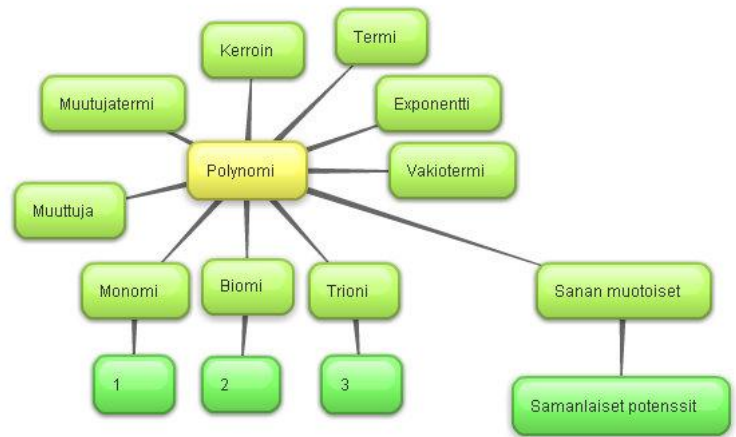 Termi
Kerroin
Muutujatermi
Exponentti
Polynomi
Vakiotermi
Muuttuja
Monomi
Biomi
Trioni
Sanan muotoiset
1
2
3
Samanlaiset potenssit